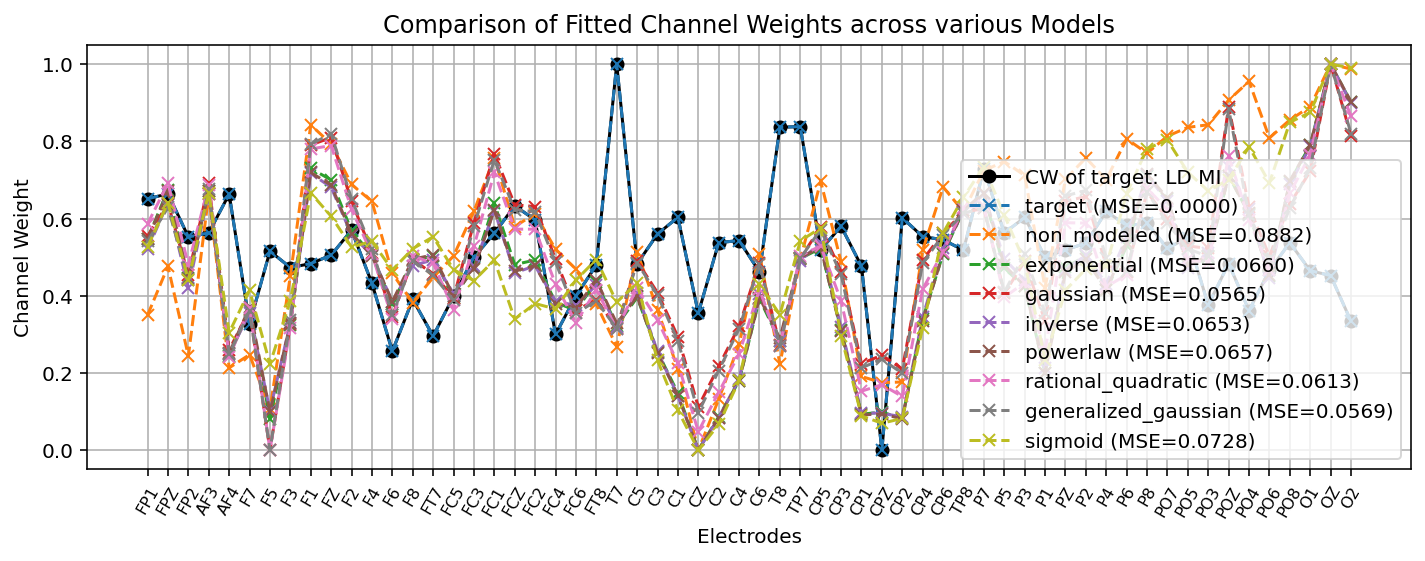 Comparison of Fitted Channel Weights across various Models
Channel Weight
1.0
0.8
0.6
0.4
0.2
0.0
CW of target: LD MI
target (MSE=0.0000)
non_modeled (MSE=0.0882)
exponential (MSE=0.0660)
gaussian (MSE=0.0565)
inverse (MSE=0.0653)
powerlaw (MSE=0.0657)
rational_quadratic (MSE=0.0613)
generalized_gaussian (MSE=0.0569)
sigmoid (MSE=0.0728)
FP1 FPZ FP2 AF3 AF4 F7 F5 F3 F1 FZ F2 F4 F6 F8 FT7 FC5 FC3 FC1 FCZ FC2 FC4 FC6 FT8 T7 C5 C3 C1 CZ C2 C4 C6 T8 TP7 CP5 CP3 CP1 CPZ CP2 CP4 CP6 TP8 P7 P5 P3 P1 PZ P2 P4 P6 P8 PO7 PO5 PO3 POZ PO4 PO6 PO8 O1 OZ O2
Electrodes